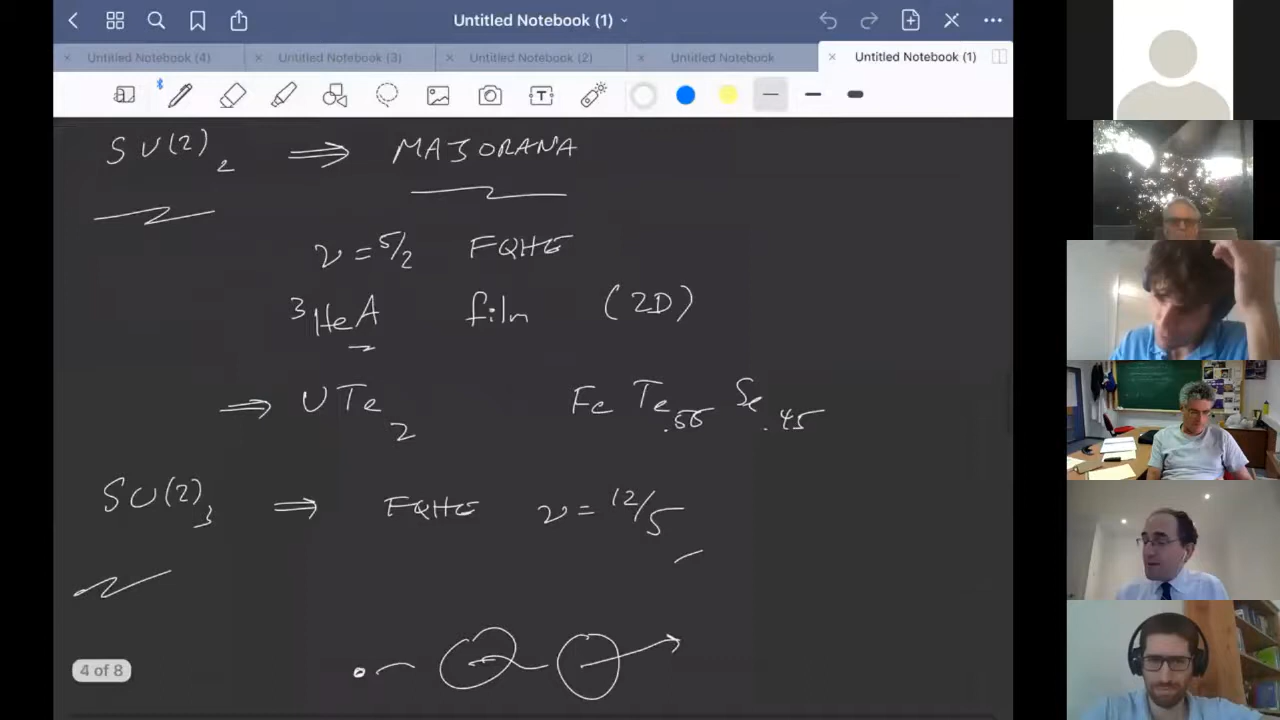 Untitled Notebook (1)
Untitled Notebook (4)
Untitled Notebook (3)
Untitled Notebook (2)
Untitled Notebook
Untitled Notebook (1)
SU(2)₂ ⇒ MAJORANA
ν = 5/2 FQHE
³HeA film (2D)
⇒ UTe₂ FeTe.55 Se.45
SU(2)₃ ⇒ FQHE ν = 12/5
4 of 8